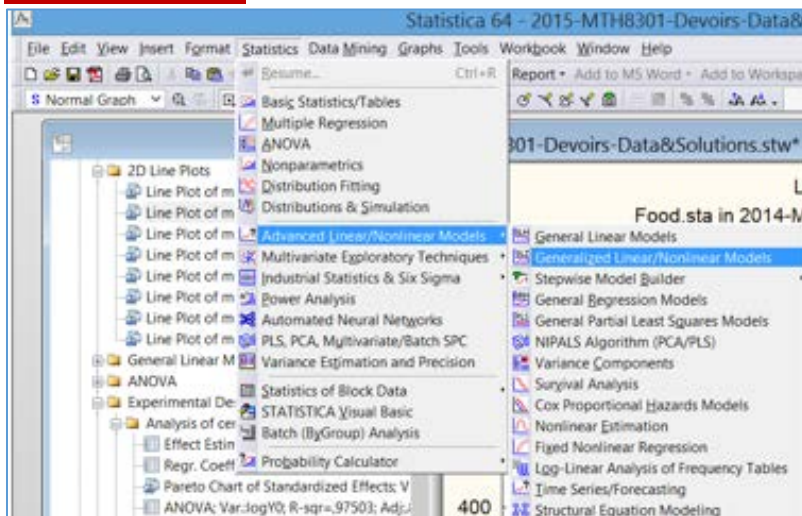 Statistica 64 - 2015-MTH8301-Devoirs-Data&
File Edit View Insert Format Statistics Data Mining Graphs Tools Workbook Window Help
Resume... Ctrl+R
Report Add to MS Word Add to Workspa
S Normal Graph
Basic Statistics/Tables
Multiple Regression
ANOVA
Nonparametrics
Distribution Fitting
Distributions & Simulation
Advanced Linear/Nonlinear Models
Multivariate Exploratory Techniques
Industrial Statistics & Six Sigma
Power Analysis
Automated Neural Networks
PLS, PCA, Multivariate/Batch SPC
Variance Estimation and Precision
Statistics of Block Data
STATISTICA Visual Basic
Batch (ByGroup) Analysis
Probability Calculator
301-Devoirs-Data&Solutions.stw*
L
Food.sta in 2014-M
General Linear Models
Generalized Linear/Nonlinear Models
Stepwise Model Builder
General Regression Models
General Partial Least Squares Models
NIPALS Algorithm (PCA/PLS)
Variance Components
Survival Analysis
Cox Proportional Hazards Models
Nonlinear Estimation
Fixed Nonlinear Regression
Log-Linear Analysis of Frequency Tables
Time Series/Forecasting
Structural Equation Modeling
2D Line Plots
Line Plot of m
Line Plot of m
Line Plot of m
Line Plot of m
Line Plot of m
Line Plot of m
Line Plot of m
Line Plot of m
General Linear M
ANOVA
Experimental De
Analysis of cer
Effect Estin
Regr. Coeff
Pareto Chart of Standardized Effects; V
ANOVA; Var.:logY0; R-sqr=,97503; Adj:
400